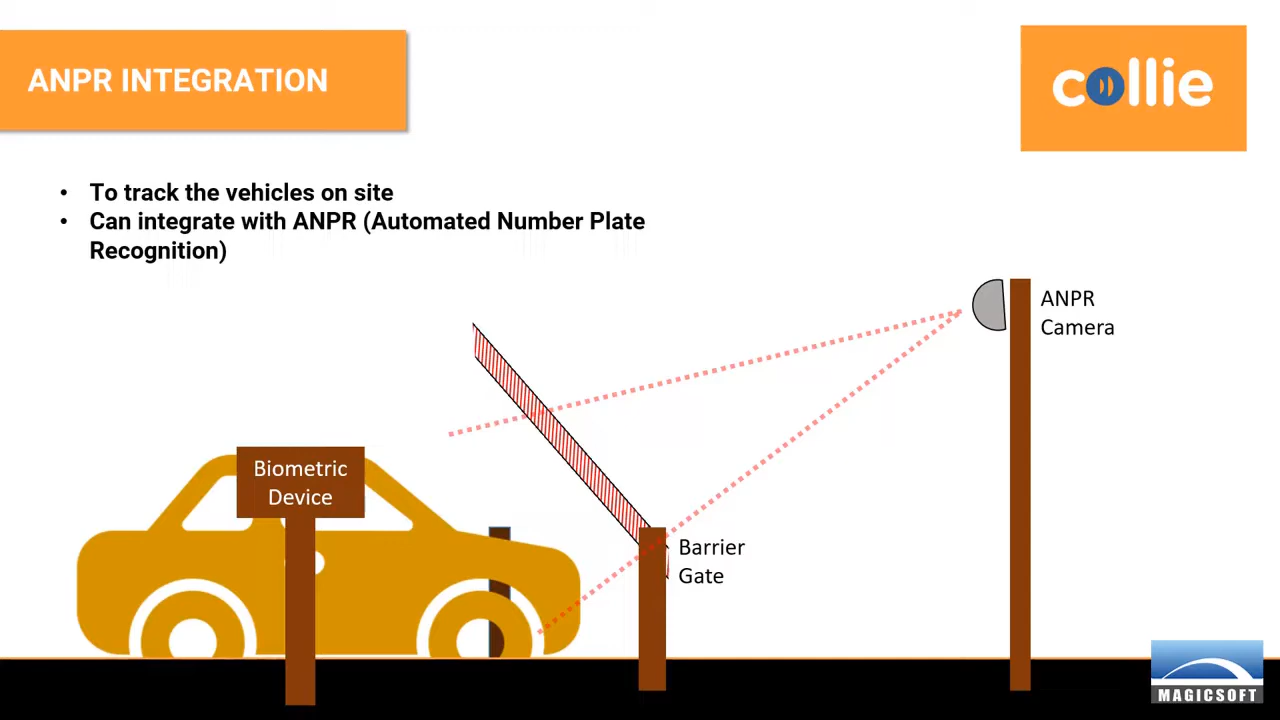 ANPR INTEGRATION
collie
• To track the vehicles on site
• Can integrate with ANPR (Automated Number Plate
Recognition)
ANPR
Camera
Biometric
Device
Barrier
Gate
MAGICSOFT